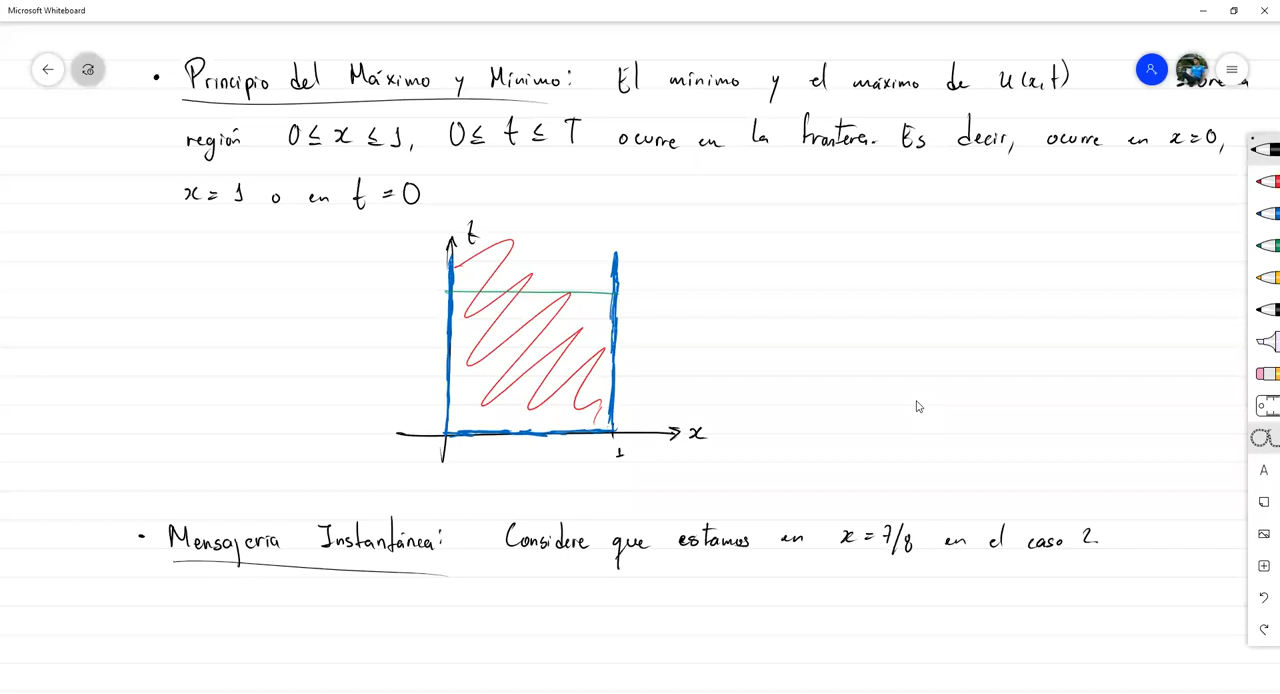 Microsoft Whiteboard
• Principio del Máximo y Mínimo: El mínimo y el máximo de u(x,t)
región 0 ≤ x ≤ 1, 0 ≤ t ≤ T ocurre en la frontera. Es decir, ocurre en x=0,
x = 1 o en t = 0
t
x
1
• Mensajería Instantánea: Considere que estamos en x = 7/8 en el caso 2
A